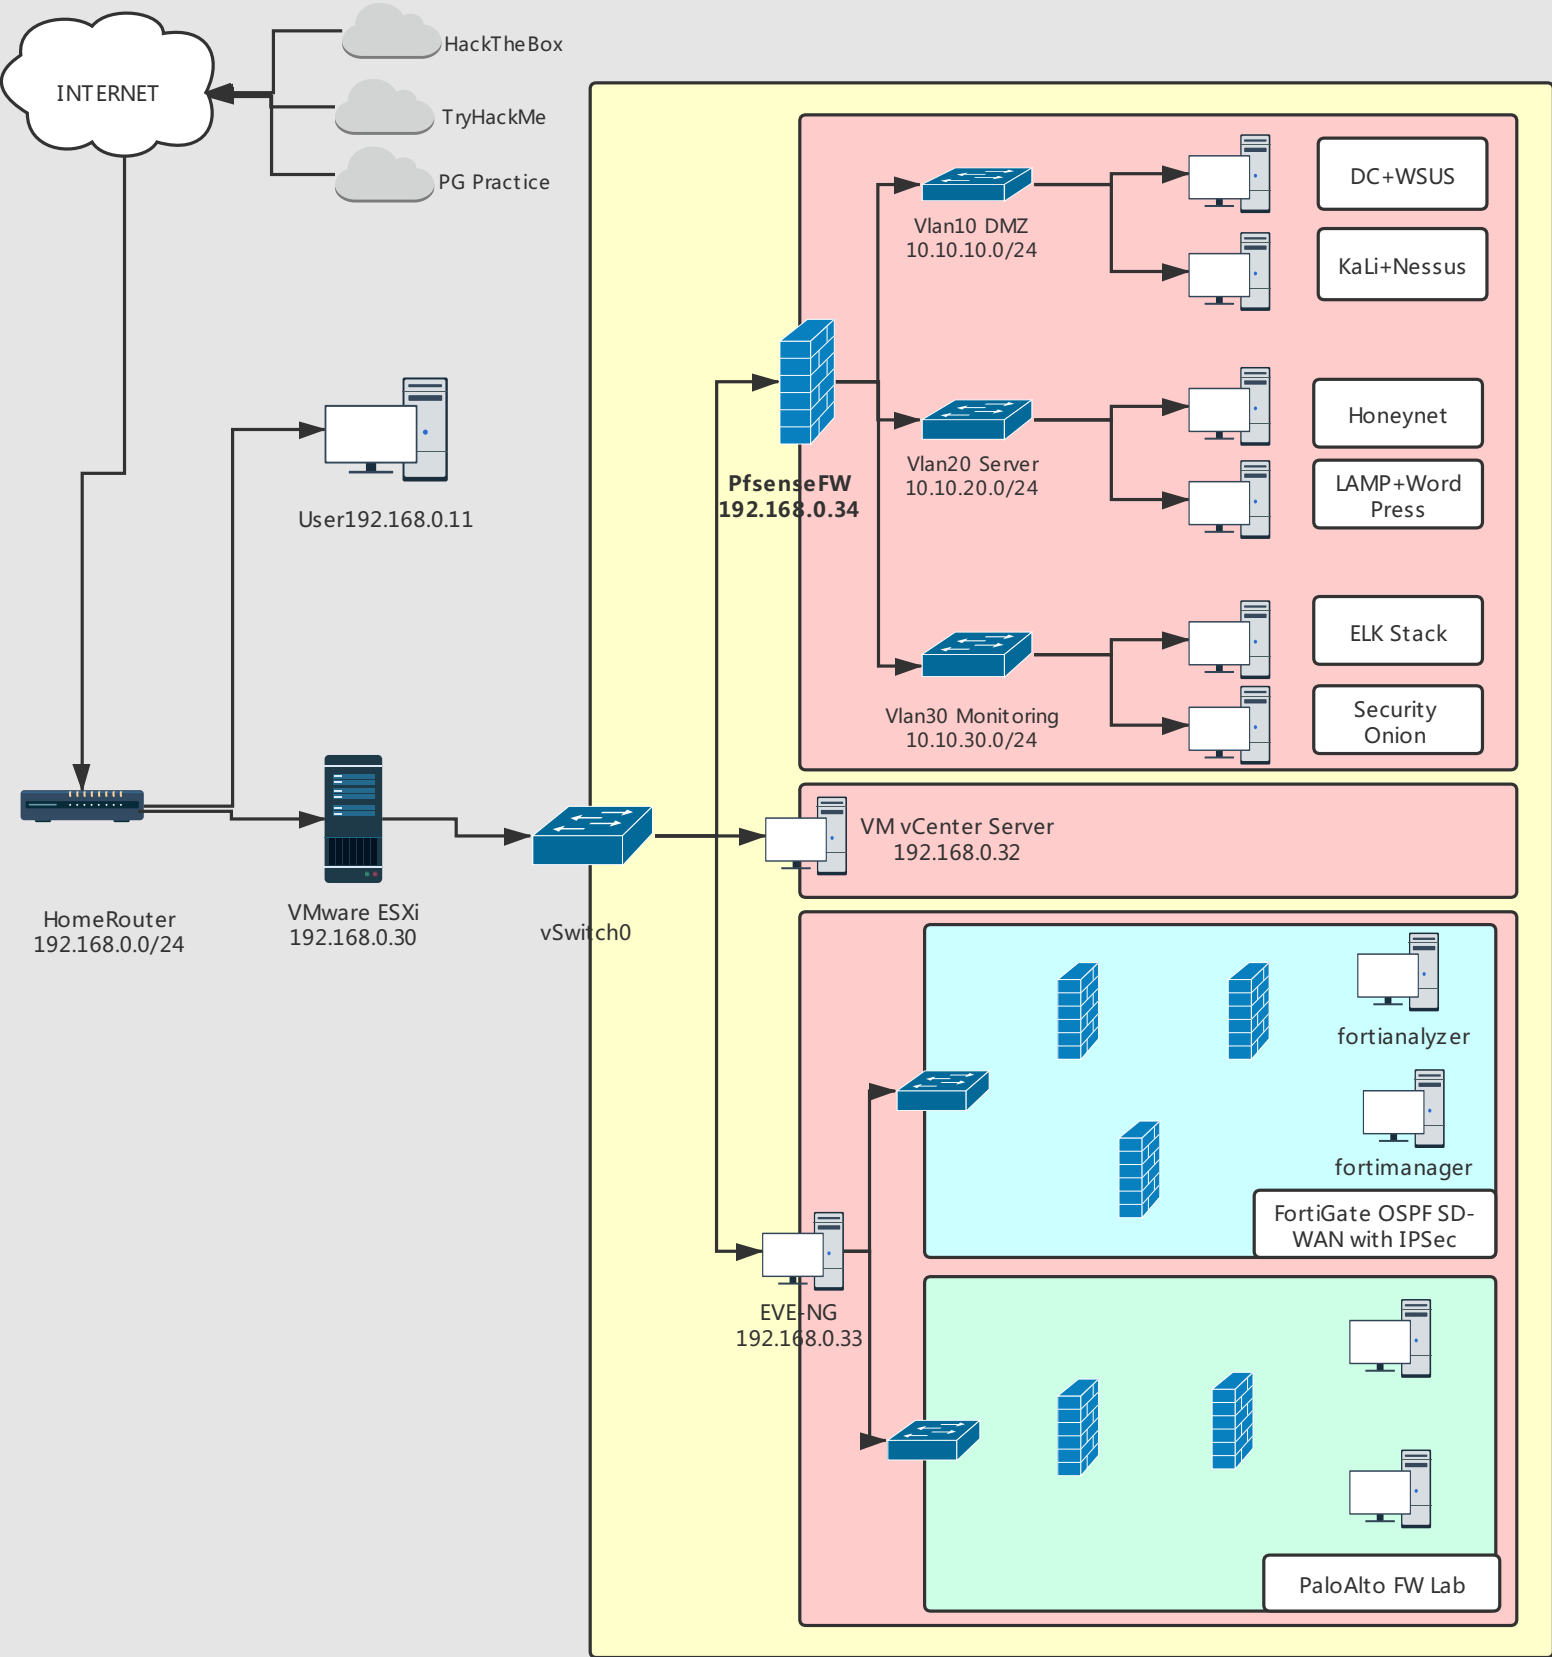 INTERNET
HackTheBox
TryHackMe
PG Practice
User192.168.0.11
HomeRouter
192.168.0.0/24
VMware ESXi
192.168.0.30
vSwitch0
PfsenseFW
192.168.0.34
Vlan10 DMZ
10.10.10.0/24
DC+WSUS
KaLi+Nessus
Vlan20 Server
10.10.20.0/24
Honeynet
LAMP+Word
Press
Vlan30 Monitoring
10.10.30.0/24
ELK Stack
Security
Onion
VM vCenter Server
192.168.0.32
EVE-NG
192.168.0.33
fortianalyzer
fortimanager
FortiGate OSPF SD-
WAN with IPSec
PaloAlto FW Lab